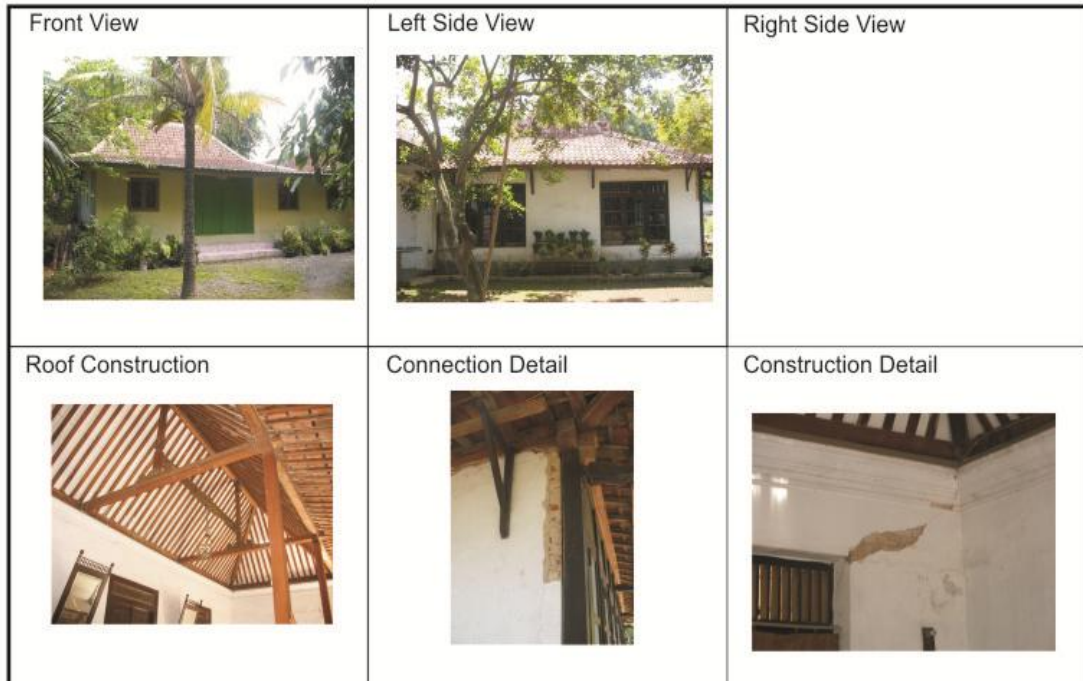 Front View
Left Side View
Right Side View
Roof Construction
Connection Detail
Construction Detail